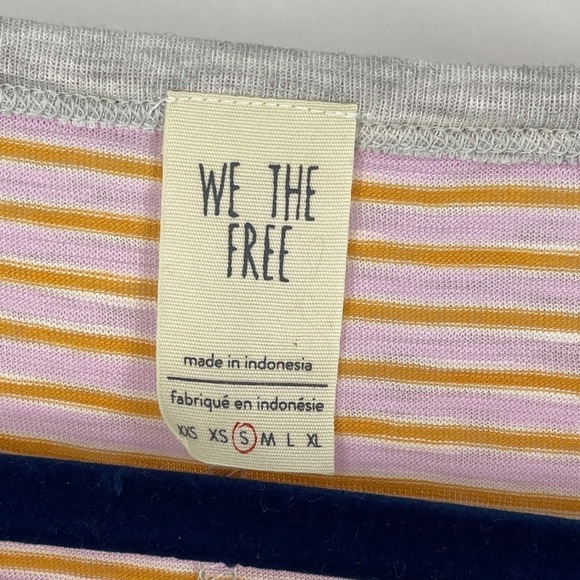 WE THE
FREE
made in indonesia
fabriqué en indonésie
XXS XS S M L XL